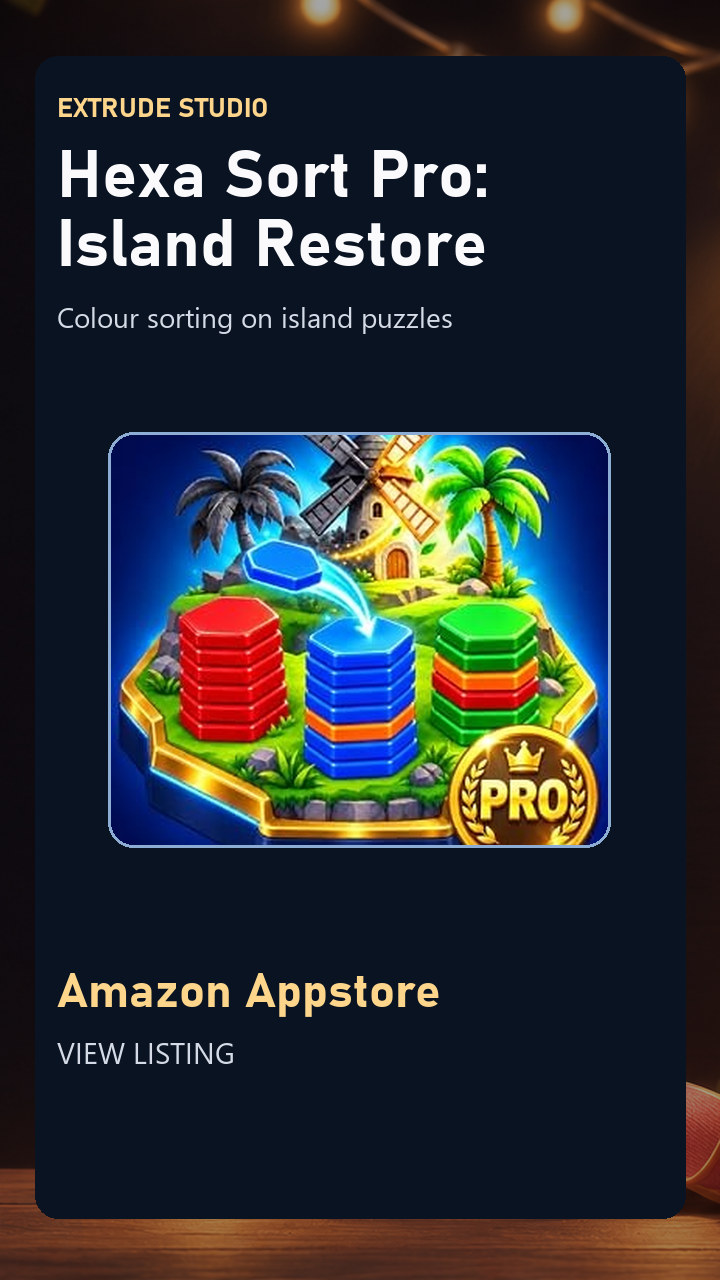 EXTRUDE STUDIO
Hexa Sort Pro:
Island Restore
Colour sorting on island puzzles
PRO
Amazon Appstore
VIEW LISTING